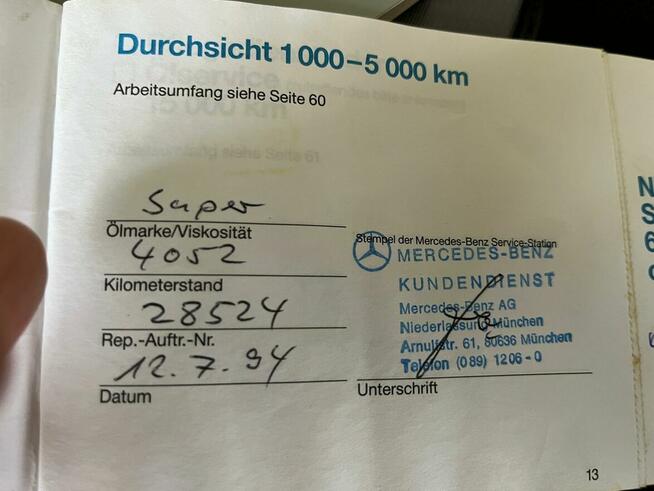 Durchsicht 1000–5 000 km
Arbeitsumfang siehe Seite 60
Super
Ölmarke/Viskosität
4052
Kilometerstand
28524
Rep.-Auftr.-Nr.
12.7.94
Datum
Stempel der Mercedes-Benz Service-Station
MERCEDES-BENZ
KUNDENDIENST
Mercedes-Benz AG
Niederlassung München
Arnulfstr. 61, 80636 München
Telefon (089) 1206-0
Unterschrift
13
N
S
6